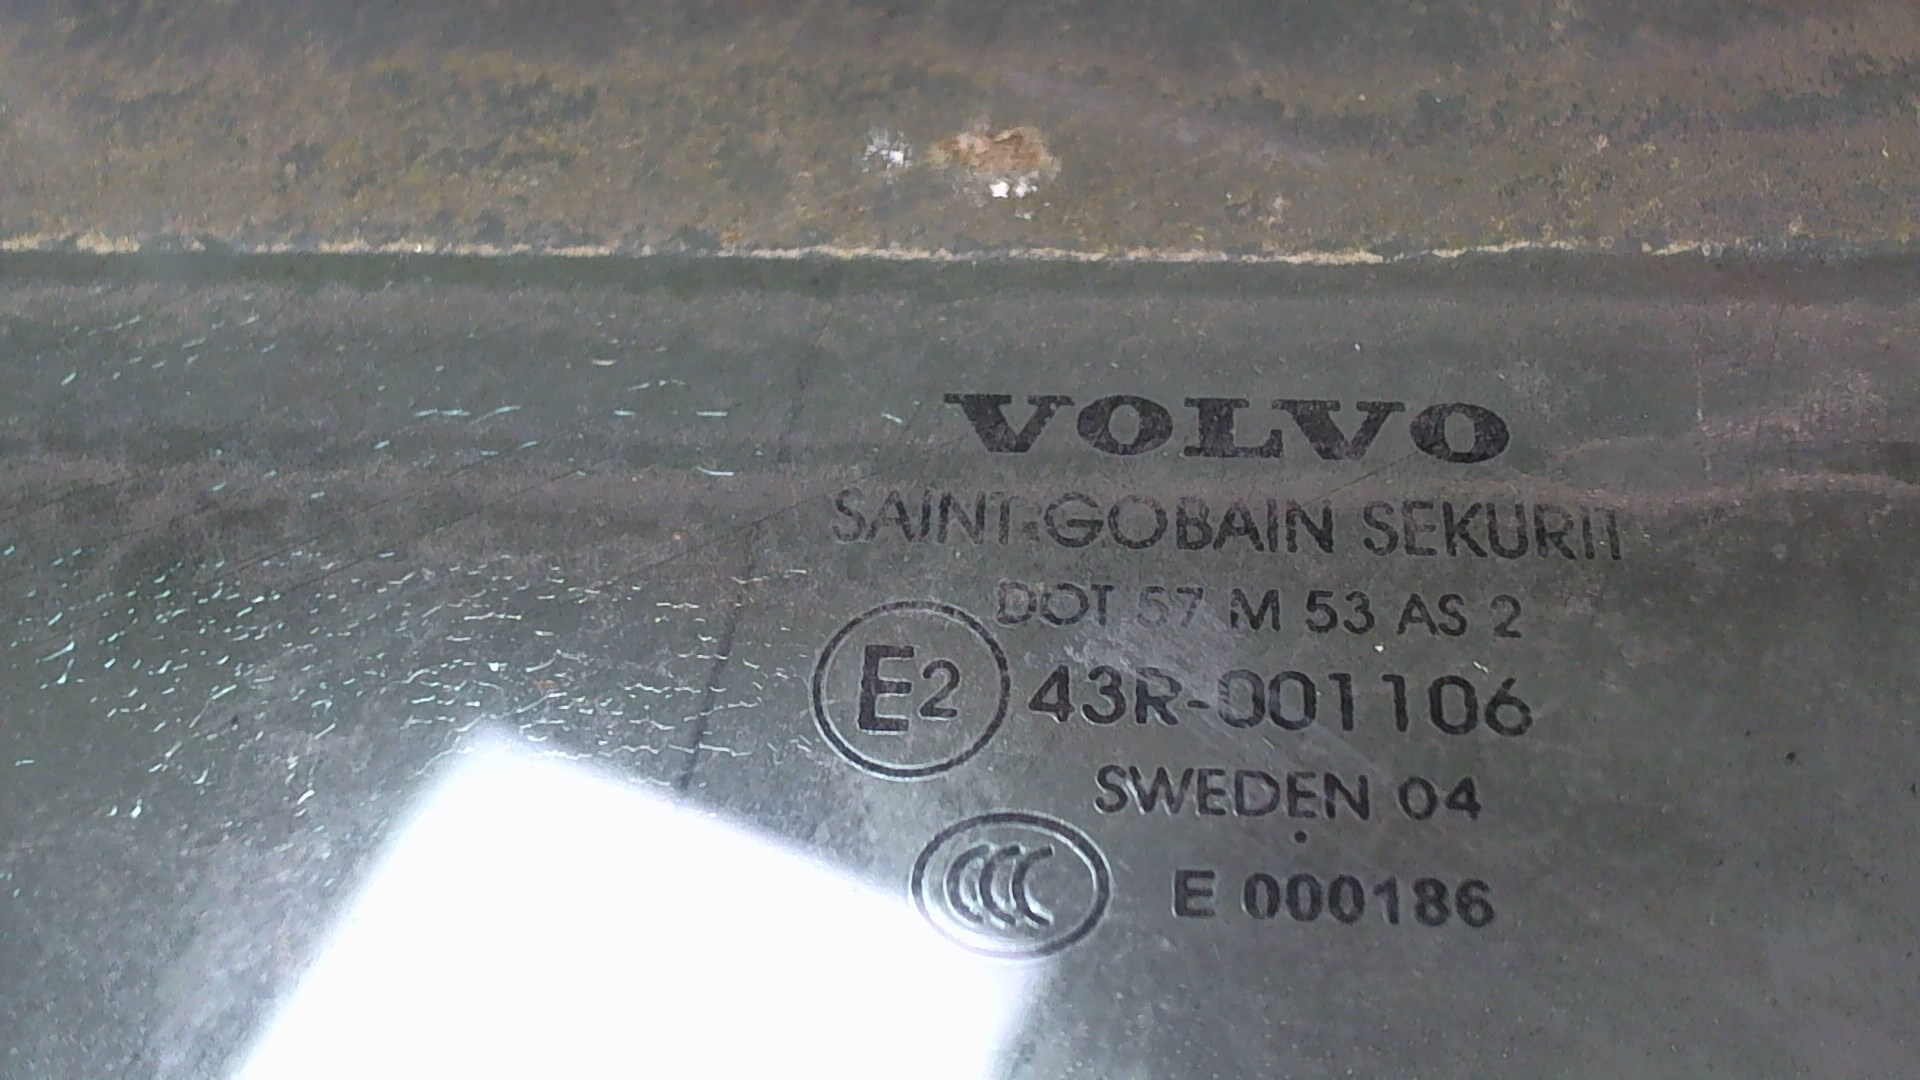 VOLVO
SAINT-GOBAIN SEKURIT
DOT 57 M 53 AS 2
E2 43R-001106
SWEDEN 04
CCC E 000186